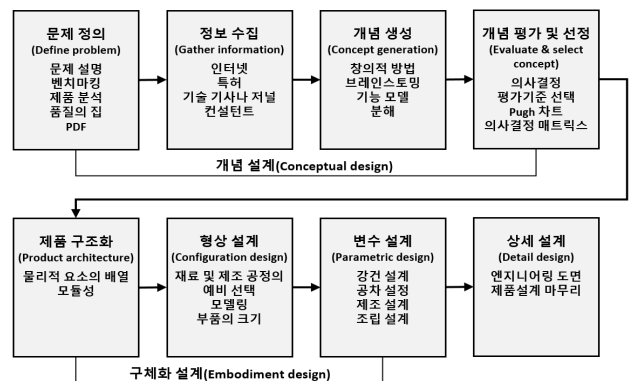 문제 정의
(Define problem)
문제 설명
벤치마킹
제품 분석
품질의 집
PDF
정보 수집
(Gather information)
인터넷
특허
기술 기사나 저널
컨설턴트
개념 생성
(Concept generation)
창의적 방법
브레인스토밍
기능 모델
분해
개념 평가 및 선정
(Evaluate & select
concept)
의사결정
평가기준 선택
Pugh 차트
의사결정 매트릭스
개념 설계(Conceptual design)
제품 구조화
(Product architecture)
물리적 요소의 배열
모듈성
형상 설계
(Configuration design)
재료 및 제조 공정의
예비 선택
모델링
부품의 크기
변수 설계
(Parametric design)
강건 설계
공차 설정
제조 설계
조립 설계
상세 설계
(Detail design)
엔지니어링 도면
제품설계 마무리
구체화 설계(Embodiment design)